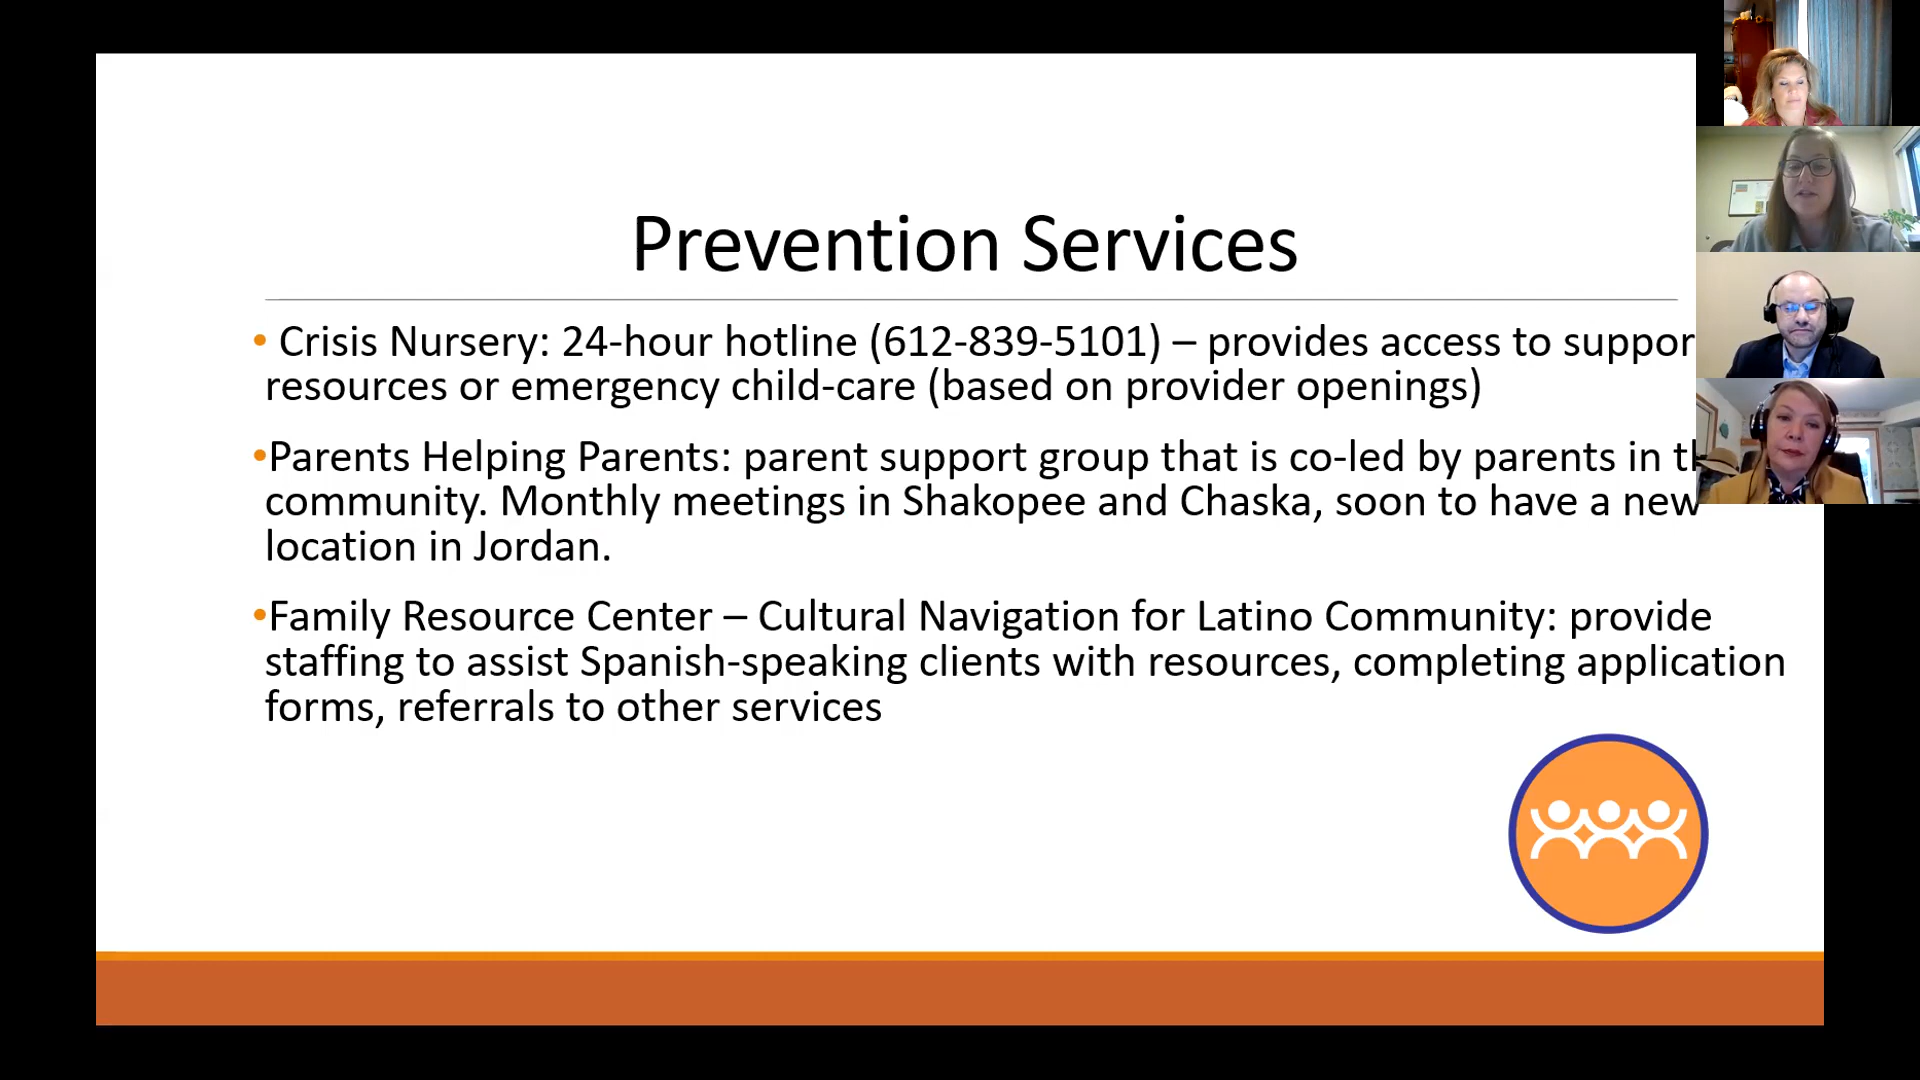 Prevention Services
• Crisis Nursery: 24-hour hotline (612-839-5101) – provides access to suppor
resources or emergency child-care (based on provider openings)
•Parents Helping Parents: parent support group that is co-led by parents in th
community. Monthly meetings in Shakopee and Chaska, soon to have a new
location in Jordan.
•Family Resource Center – Cultural Navigation for Latino Community: provide
staffing to assist Spanish-speaking clients with resources, completing application
forms, referrals to other services